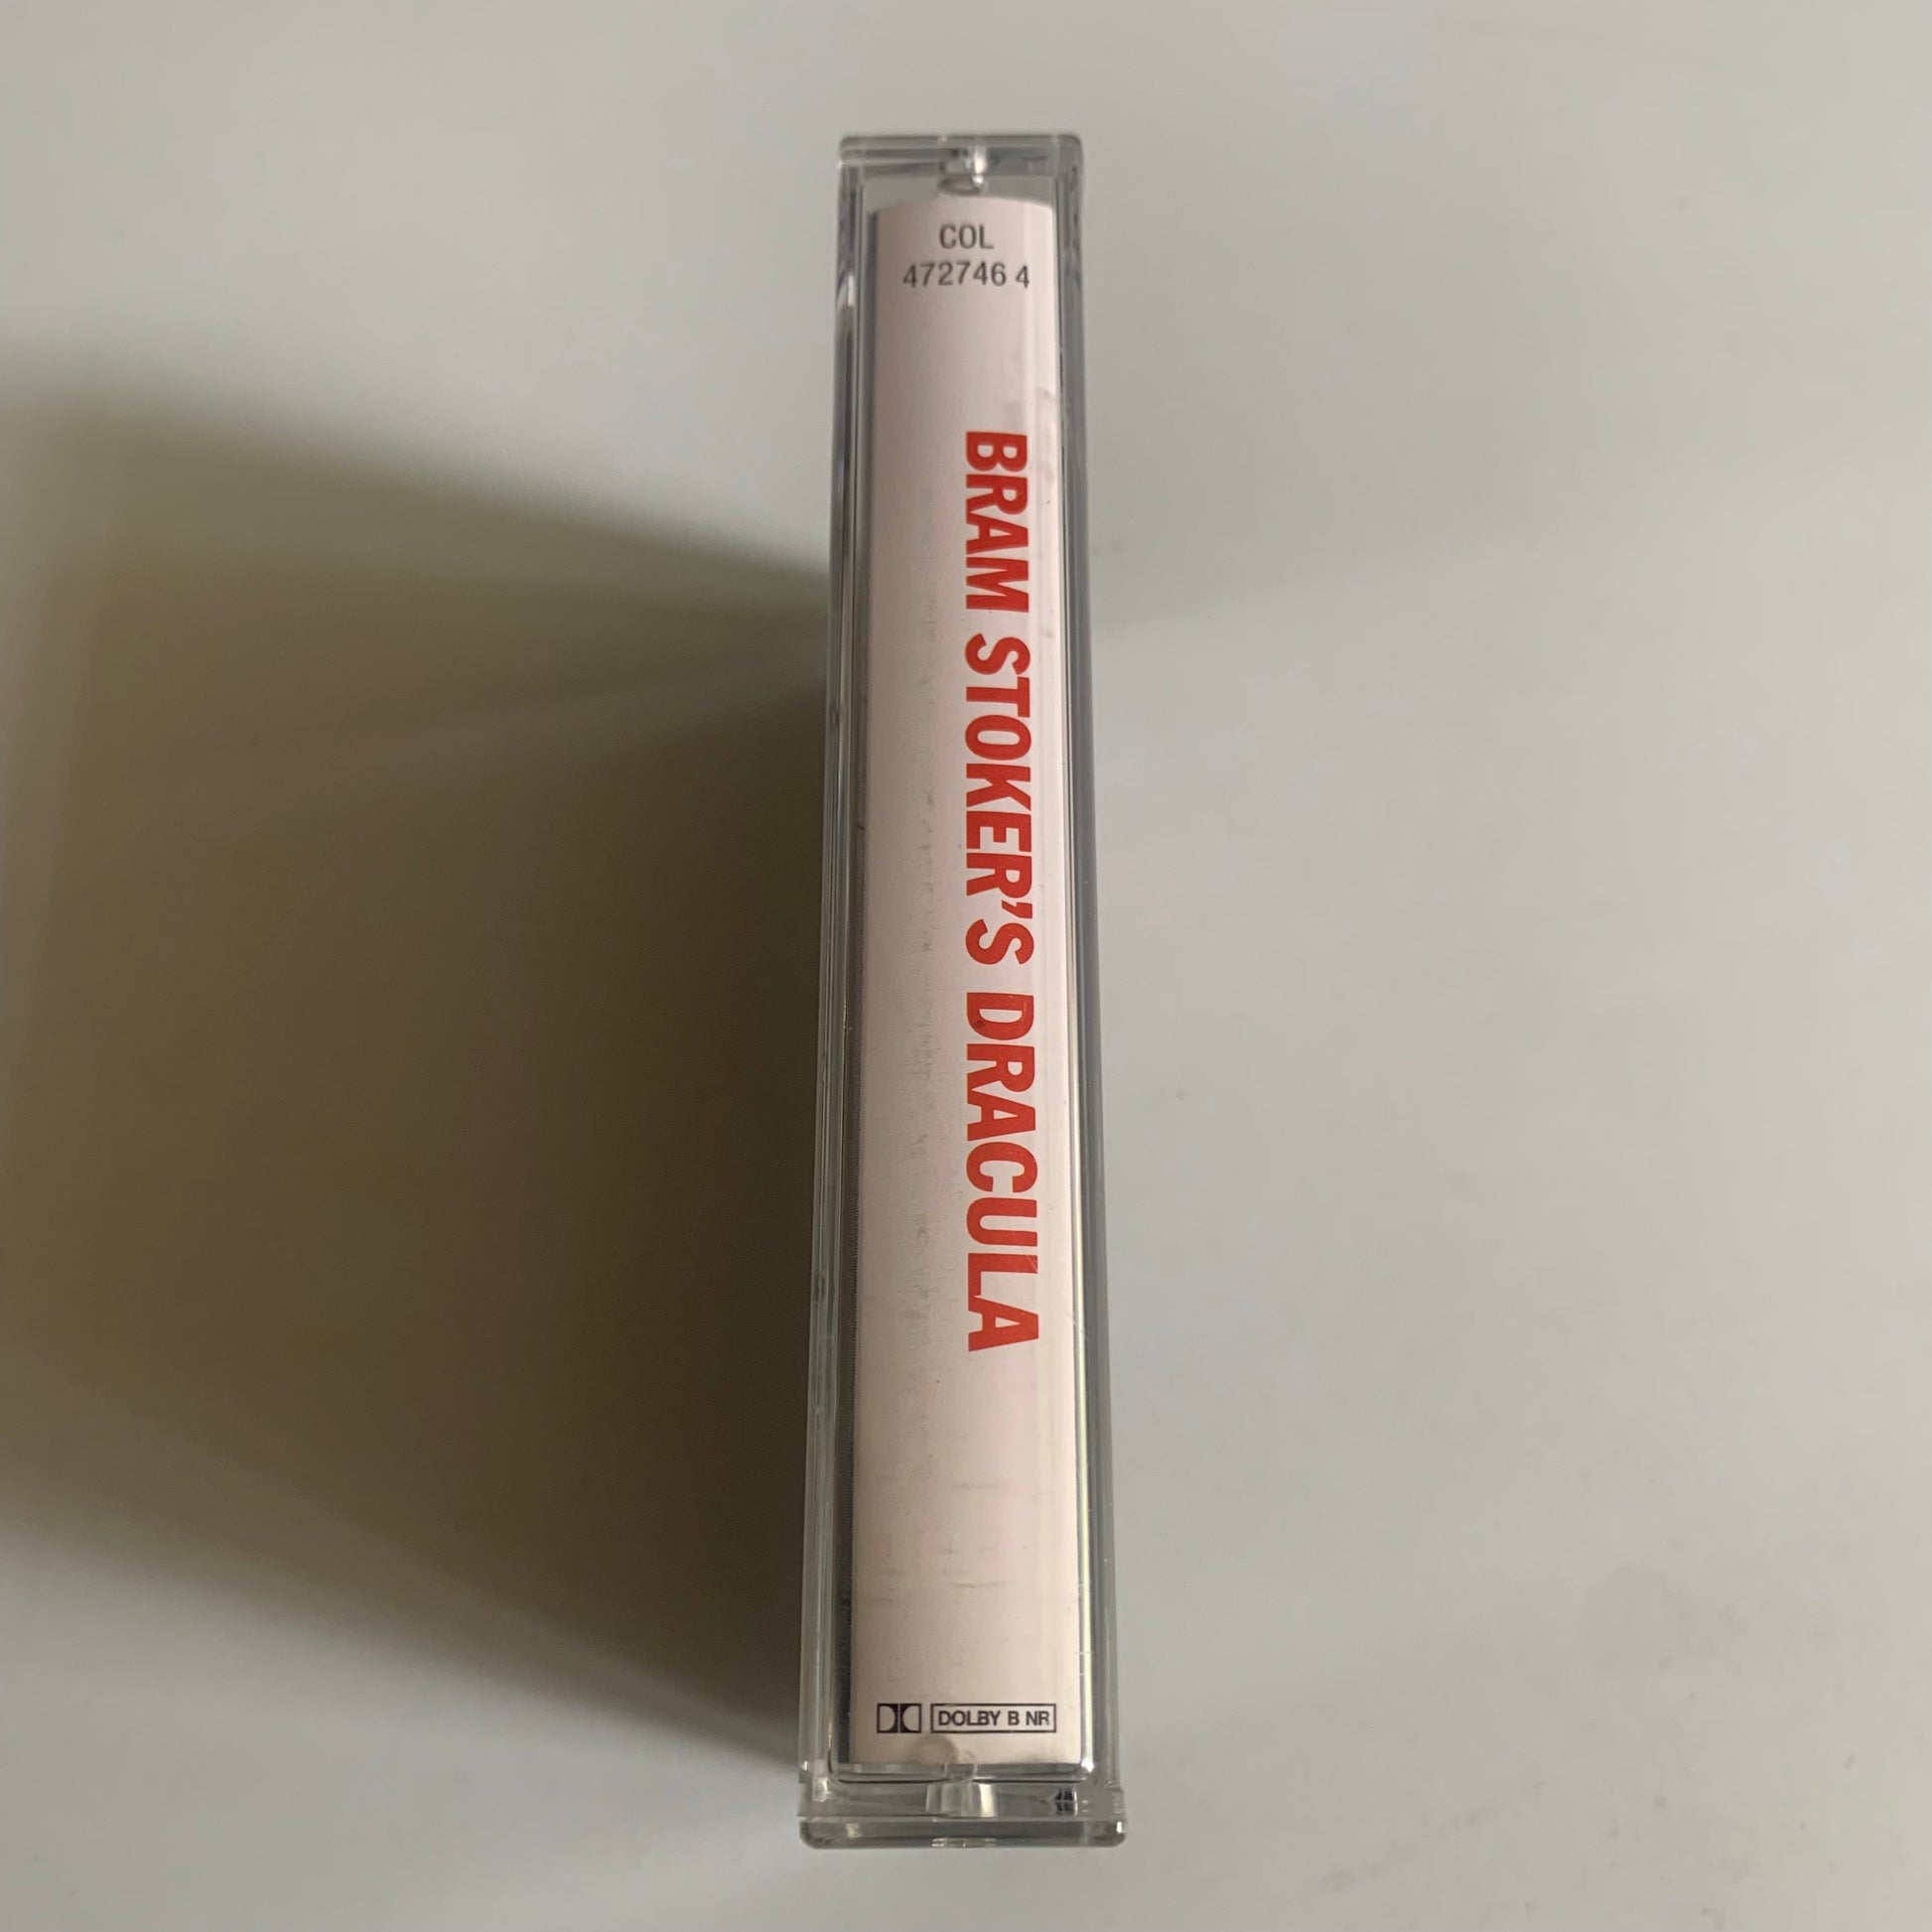 COL
472746 4
BRAM STOKER'S DRACULA
DOLBY B NR